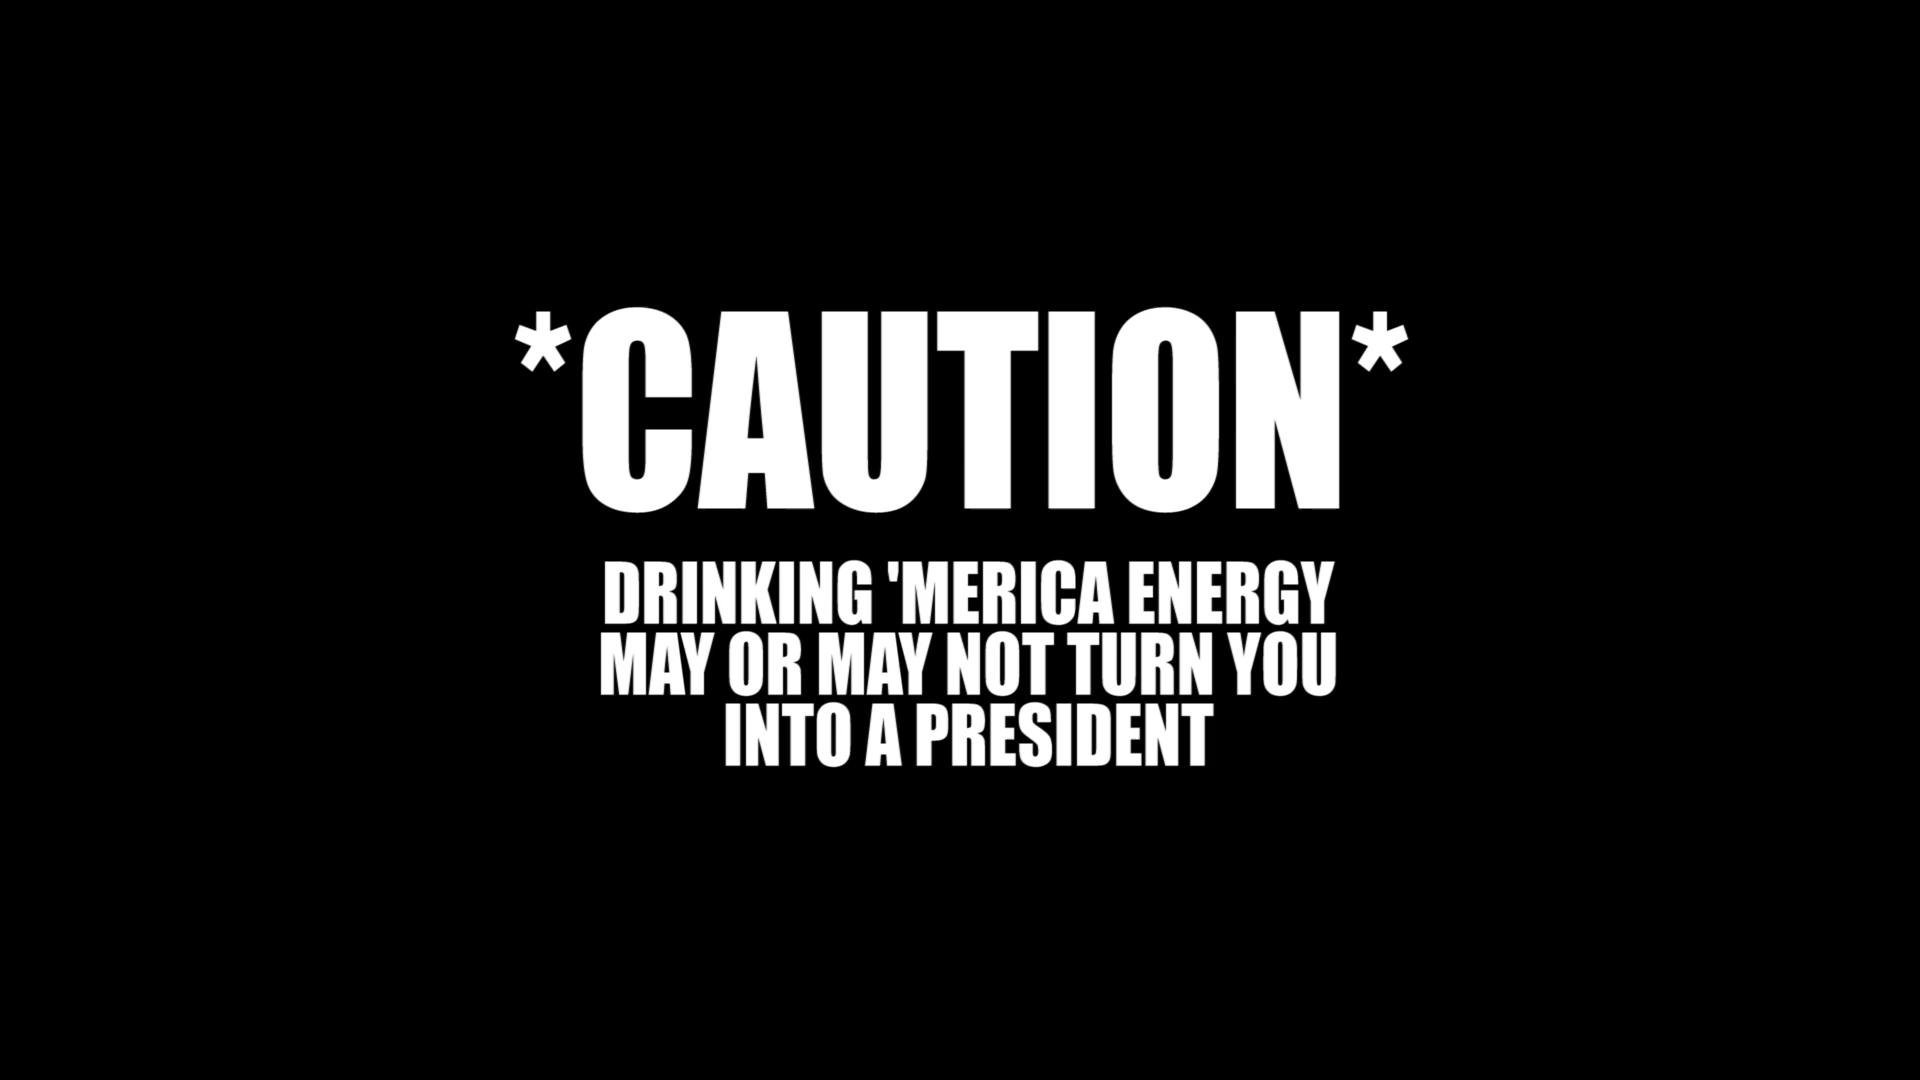 *CAUTION*
DRINKING 'MERICA ENERGY
MAY OR MAY NOT TURN YOU
INTO A PRESIDENT